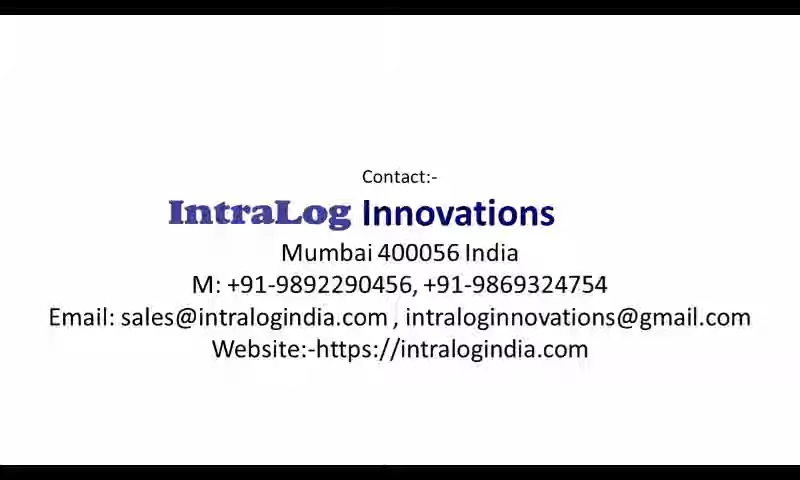 Contact:-
IntraLog Innovations
Mumbai 400056 India
M: +91-9892290456, +91-9869324754
Email: sales@intralogindia.com , intraloginnovations@gmail.com
Website:-https://intralogindia.com